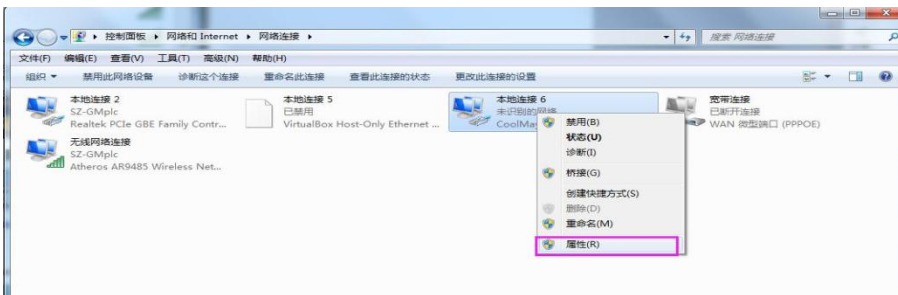 控制面板 ▸ 网络和 Internet ▸ 网络连接 ▸
搜索 网络连接
文件(F) 编辑(E) 查看(V) 工具(T) 高级(N) 帮助(H)
组织 禁用此网络设备 诊断这个连接 重命名此连接 查看此连接的状态 更改此连接的设置
本地连接 2
SZ-GMplc
Realtek PCIe GBE Family Contr...
本地连接 5
已禁用
VirtualBox Host-Only Ethernet ...
本地连接 6
未识别的网络
CoolMa
宽带连接
已断开连接
WAN 微型端口 (PPPOE)
无线网络连接
SZ-GMplc
Atheros AR9485 Wireless Net...
禁用(B)
状态(U)
诊断(I)
桥接(G)
创建快捷方式(S)
删除(D)
重命名(M)
属性(R)